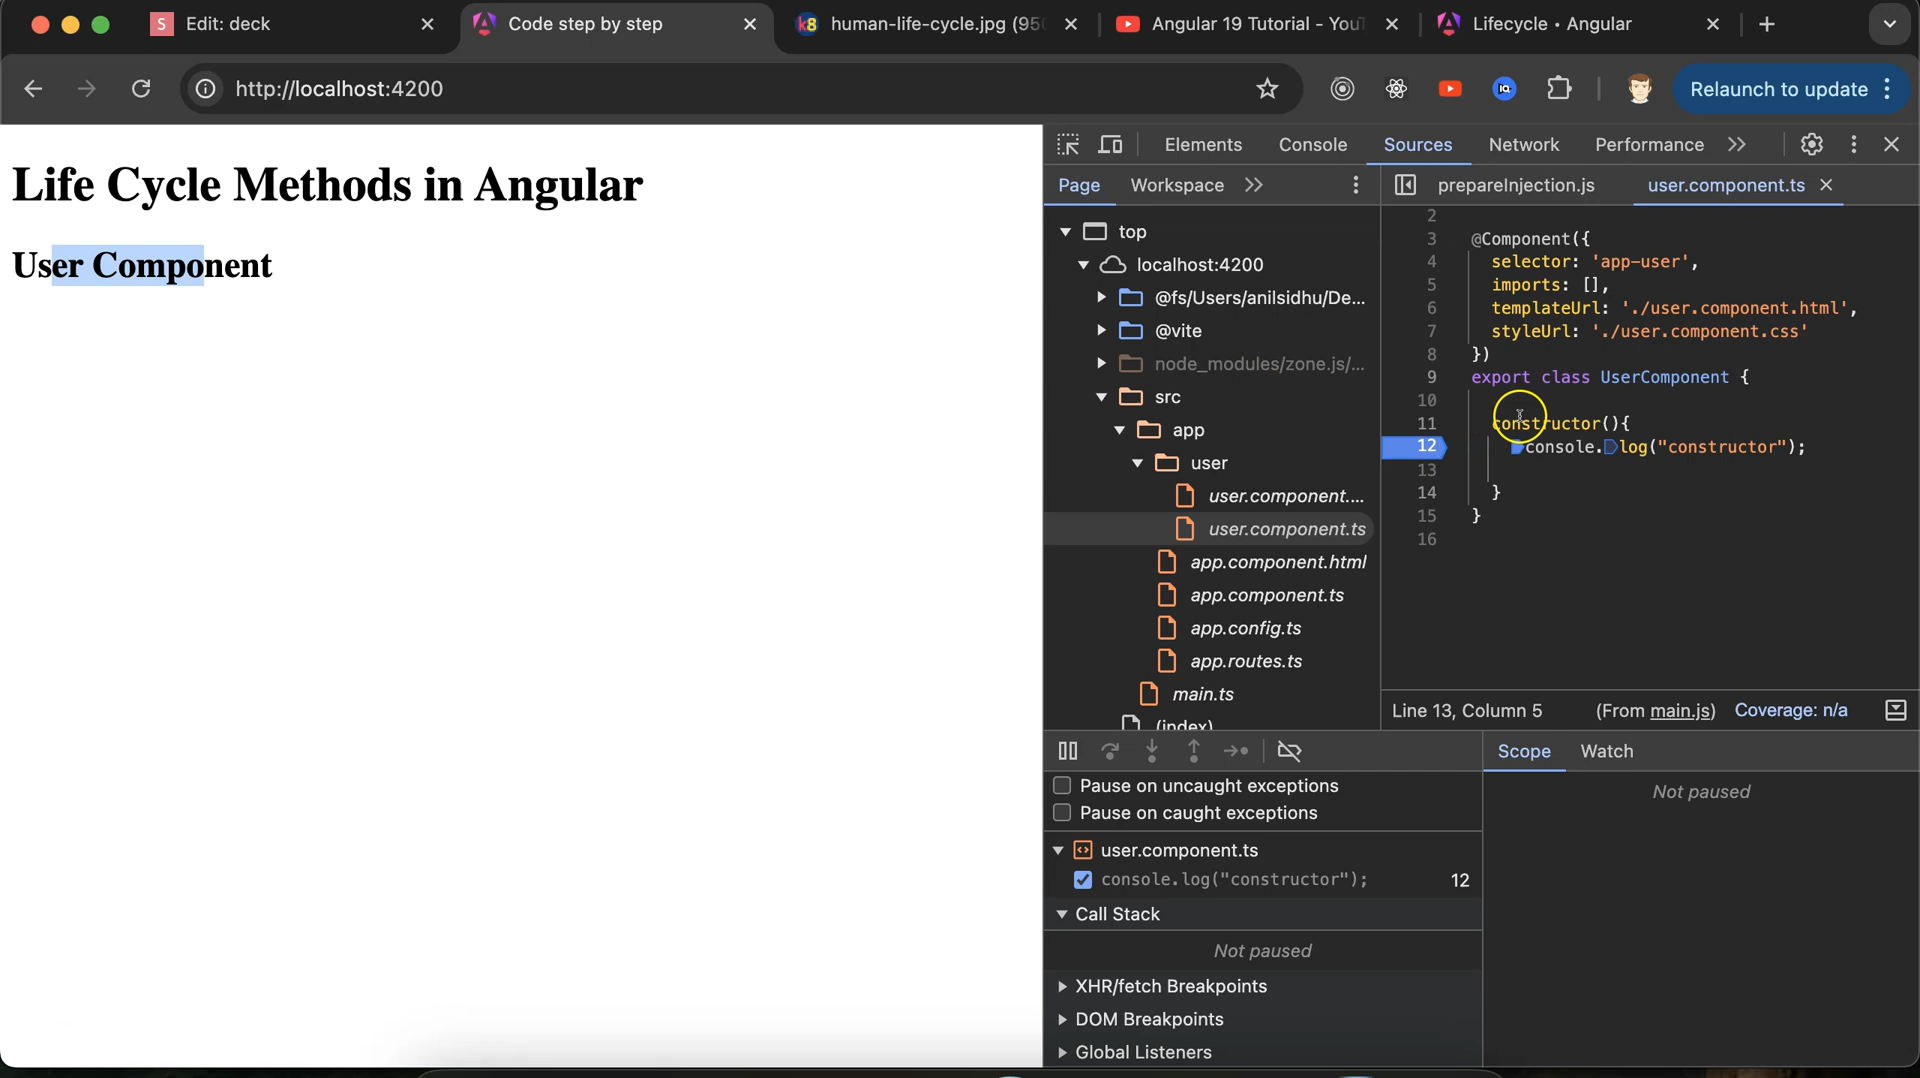 S Edit: deck
Code step by step
k8 human-life-cycle.jpg (95
Angular 19 Tutorial - You
Lifecycle • Angular
http://localhost:4200
IQ
Relaunch to update
Life Cycle Methods in Angular
User Component
Elements Console Sources Network Performance
Page Workspace
prepareInjection.js user.component.ts
top
localhost:4200
@fs/Users/anilsidhu/De...
@vite
node_modules/zone.js/...
src
app
user
user.component....
user.component.ts
app.component.html
app.component.ts
app.config.ts
app.routes.ts
main.ts
(index)
2
3 @Component({
4 selector: 'app-user',
5 imports: [],
6 templateUrl: './user.component.html',
7 styleUrl: './user.component.css'
8 })
9 export class UserComponent {
10
11 constructor(){
12 console.log("constructor");
13
14 }
15 }
16
Line 13, Column 5 (From main.js) Coverage: n/a
Pause on uncaught exceptions
Pause on caught exceptions
user.component.ts
console.log("constructor"); 12
Call Stack
Not paused
XHR/fetch Breakpoints
DOM Breakpoints
Global Listeners
Scope Watch
Not paused